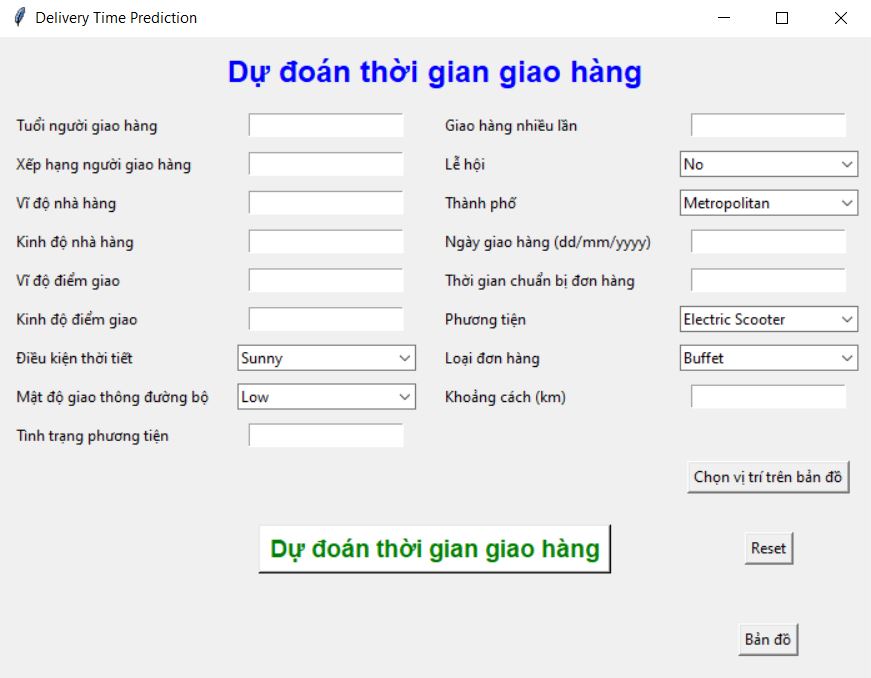 Delivery Time Prediction
Dự đoán thời gian giao hàng
Tuổi người giao hàng
Giao hàng nhiều lần
Xếp hạng người giao hàng
Lễ hội
No
Vĩ độ nhà hàng
Thành phố
Metropolitan
Kinh độ nhà hàng
Ngày giao hàng (dd/mm/yyyy)
Vĩ độ điểm giao
Thời gian chuẩn bị đơn hàng
Kinh độ điểm giao
Phương tiện
Electric Scooter
Điều kiện thời tiết
Sunny
Loại đơn hàng
Buffet
Mật độ giao thông đường bộ
Low
Khoảng cách (km)
Tình trạng phương tiện
Chọn vị trí trên bản đồ
Dự đoán thời gian giao hàng
Reset
Bản đồ